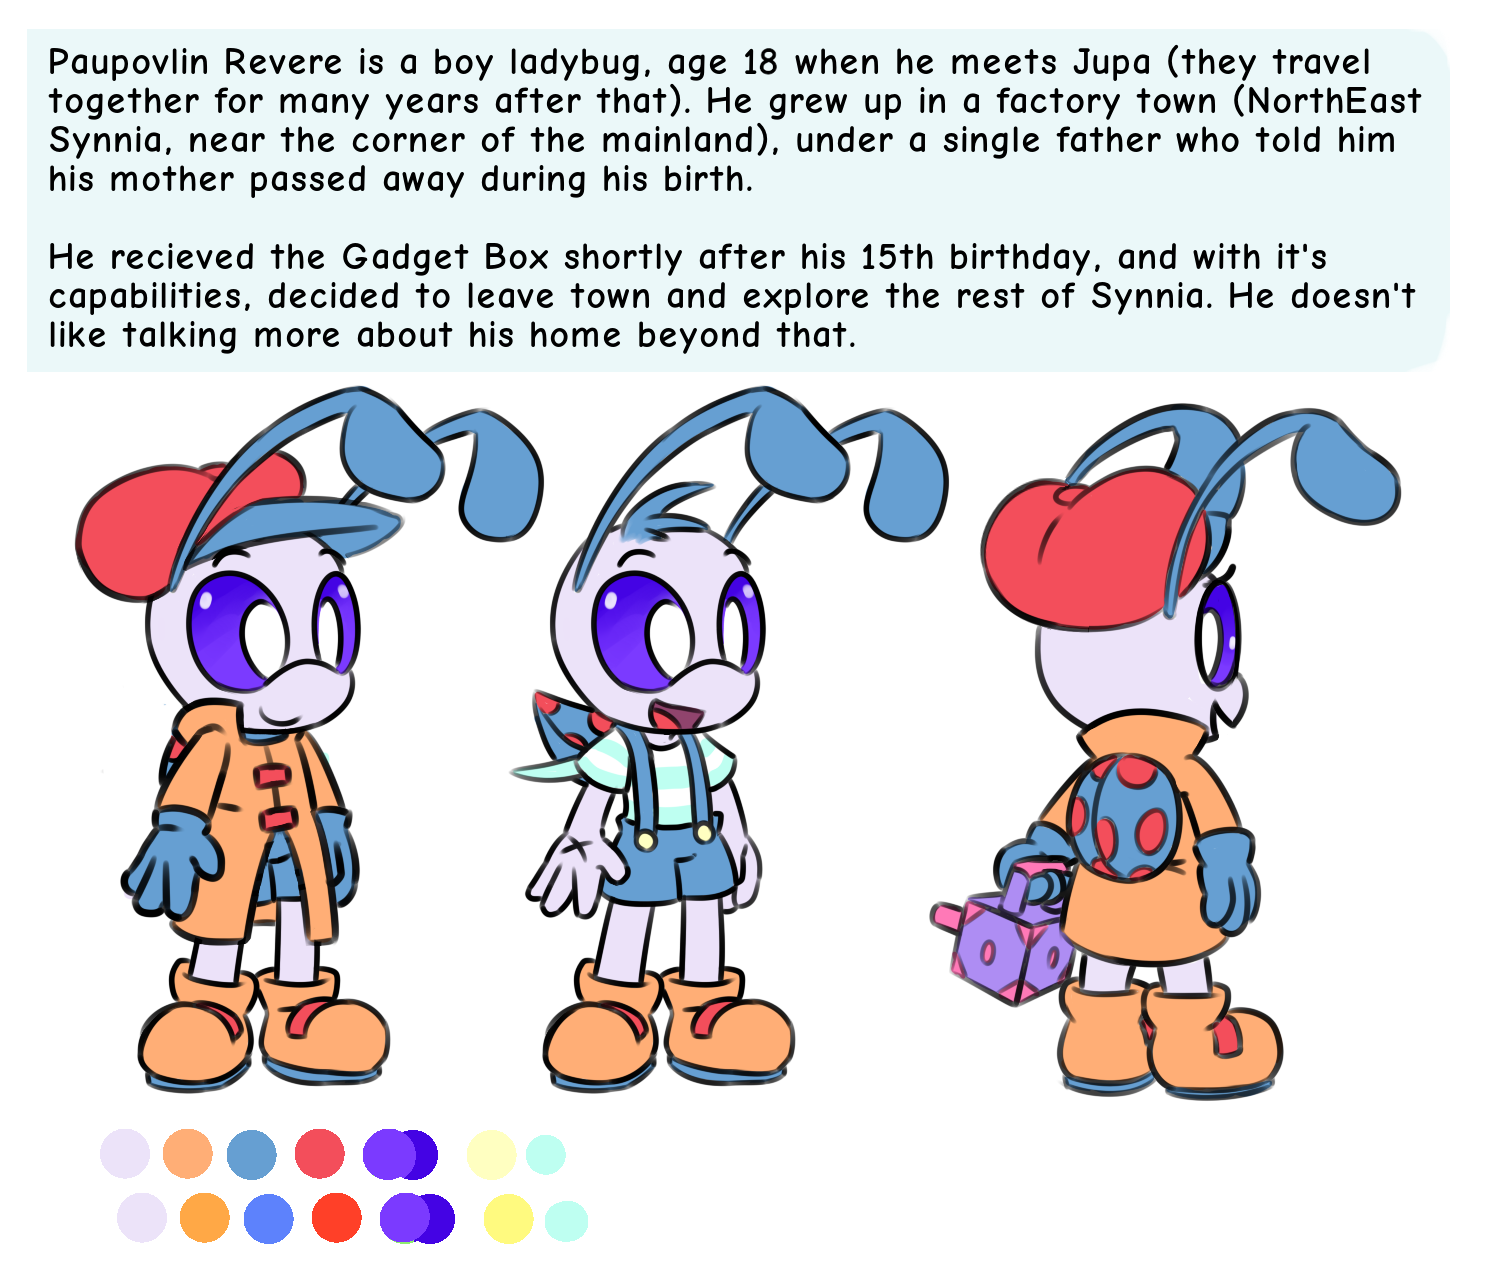 Paupovlin Revere is a boy ladybug, age 18 when he meets Jupa (they travel
together for many years after that). He grew up in a factory town (NorthEast
Synnia, near the corner of the mainland), under a single father who told him
his mother passed away during his birth.
He recieved the Gadget Box shortly after his 15th birthday, and with it's
capabilities, decided to leave town and explore the rest of Synnia. He doesn't
like talking more about his home beyond that.